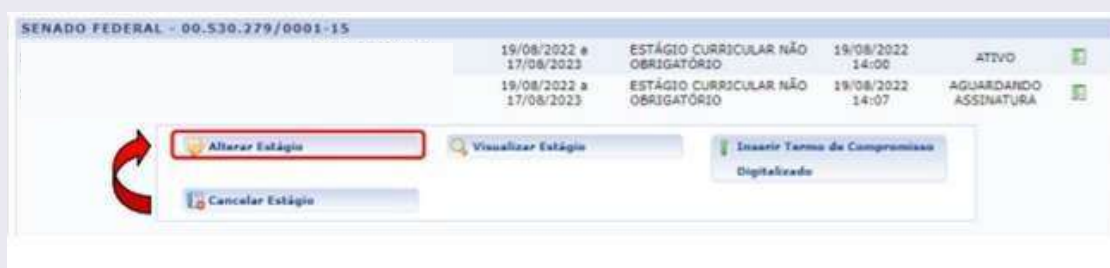 SENADO FEDERAL - 00.530.279/0001-15
19/08/2022 e ESTÁGIO CURRICULAR NÃO 19/08/2022 ATIVO
17/08/2023 OBRIGATÓRIO 14:00
19/08/2022 a ESTÁGIO CURRICULAR NÃO 19/08/2022 AGUARDANDO
17/08/2023 OBRIGATÓRIO 14:07 ASSINATURA
Alterar Estágio Visualizar Estágio Inserir Termo de Compromisso
Digitalizado
Cancelar Estágio